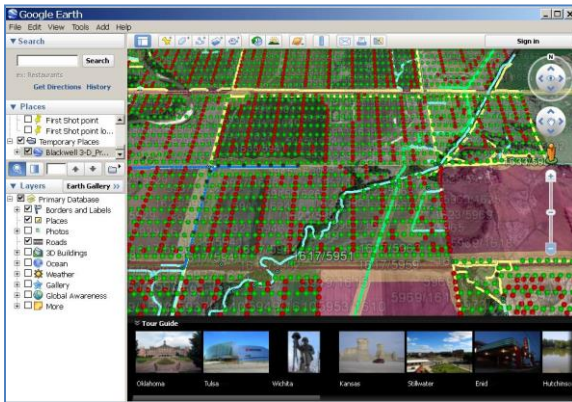 Google Earth
File Edit View Tools Add Help
Search
Search
ex: Restaurants
Get Directions History
Places
First Shot point
First Shot point lo...
Temporary Places
Blackwell 3-D_Pr...
Layers
Earth Gallery >>
Primary Database
Borders and Labels
Places
Photos
Roads
3D Buildings
Ocean
Weather
Gallery
Global Awareness
More
Sign in
N
1617/5951
Tour Guide
Oklahoma Tulsa Wichita Kansas Stillwater Enid Hutchinso